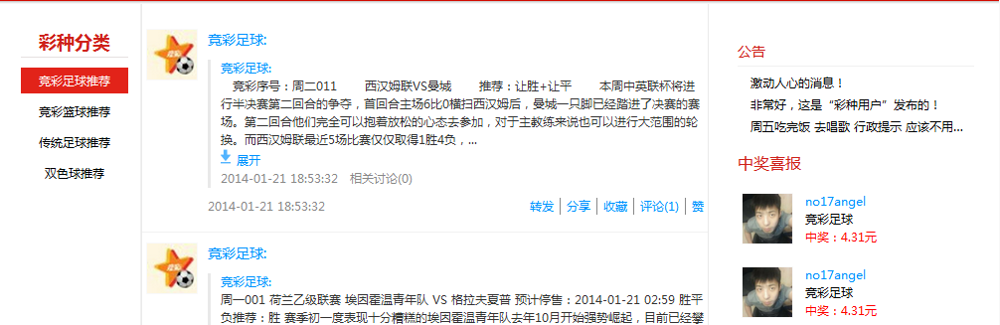 彩种分类
竞彩足球推荐
竞彩篮球推荐
传统足球推荐
双色球推荐
竞彩足球:
竞彩足球:
竞彩序号：周二011 西汉姆联VS曼城 推荐：让胜+让平 本周中英联杯将进
行半决赛第二回合的争夺，首回合主场6比0横扫西汉姆后，曼城一只脚已经踏进了决赛的赛
场。第二回合他们完全可以抱着放松的心态去参加，对于主教练来说也可以进行大范围的轮
换。而西汉姆联最近5场比赛仅仅取得1胜4负，...
展开
2014-01-21 18:53:32 相关讨论(0)
2014-01-21 18:53:32 转发 | 分享 | 收藏 | 评论(1) | 赞
竞彩足球:
竞彩足球:
周一001 荷兰乙级联赛 埃因霍温青年队 VS 格拉夫夏普 预计停售：2014-01-21 02:59 胜平
负推荐：胜 赛季初一度表现十分糟糕的埃因霍温青年队去年10月开始强势崛起，目前已经攀
公告
激动人心的消息！
非常好，这是“彩种用户”发布的！
周五吃完饭 去唱歌 行政提示 应该不用...
中奖喜报
no17angel
竞彩足球
中奖：4.31元
no17angel
竞彩足球
中奖：4.31元